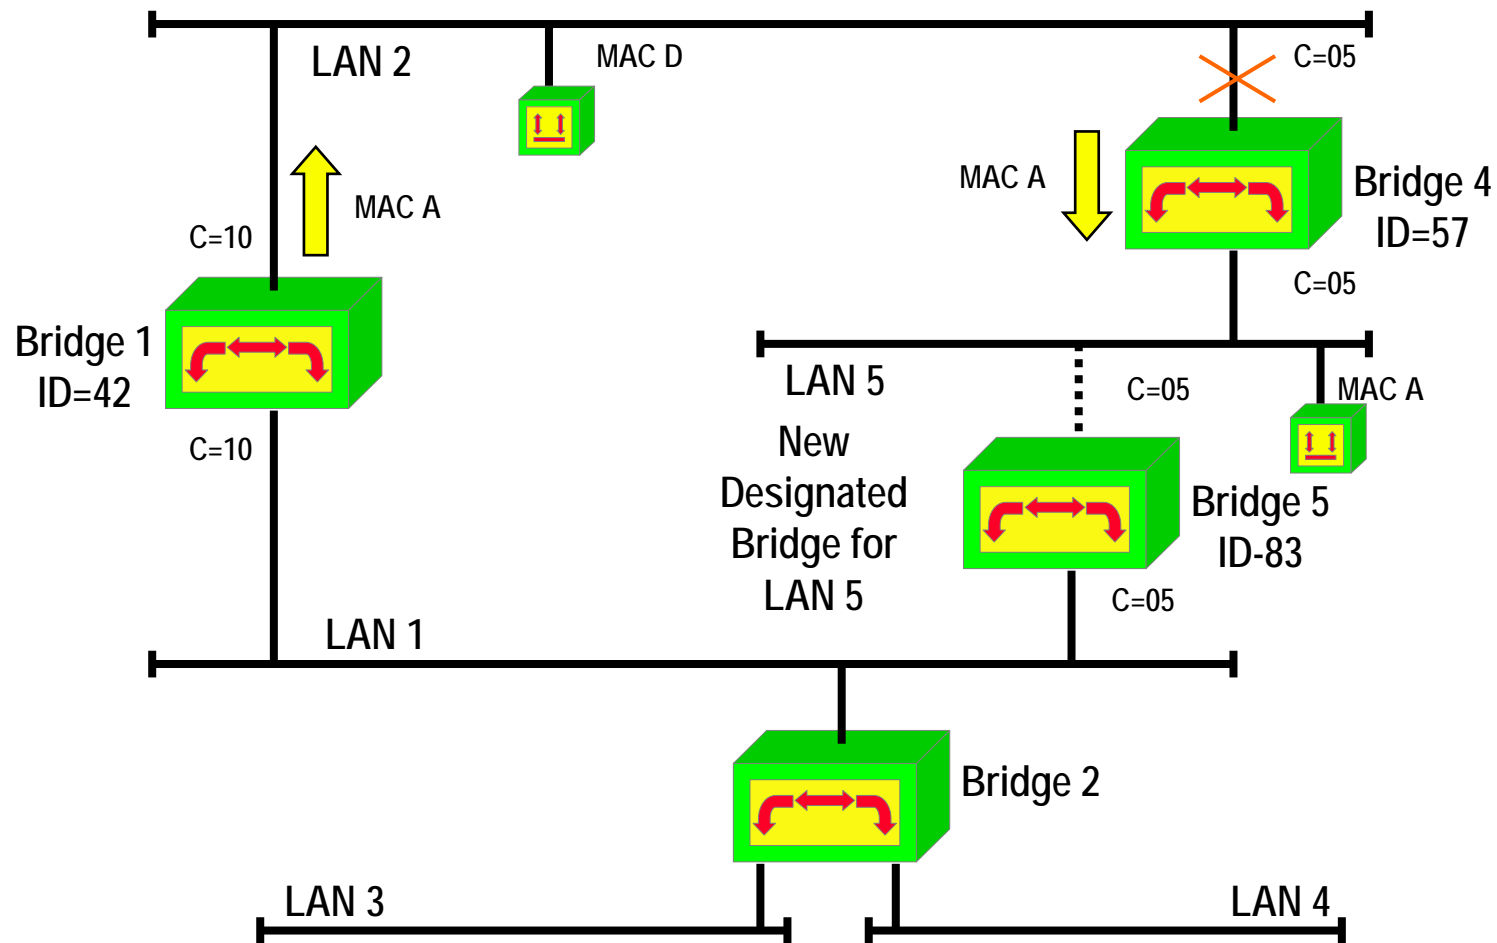 LAN 2
MAC D
C=05
MAC A
MAC A
Bridge 4
ID=57
C=10
C=05
Bridge 1
ID=42
LAN 5
C=05
MAC A
C=10
New
Designated
Bridge for
LAN 5
Bridge 5
ID-83
C=05
LAN 1
Bridge 2
LAN 3
LAN 4